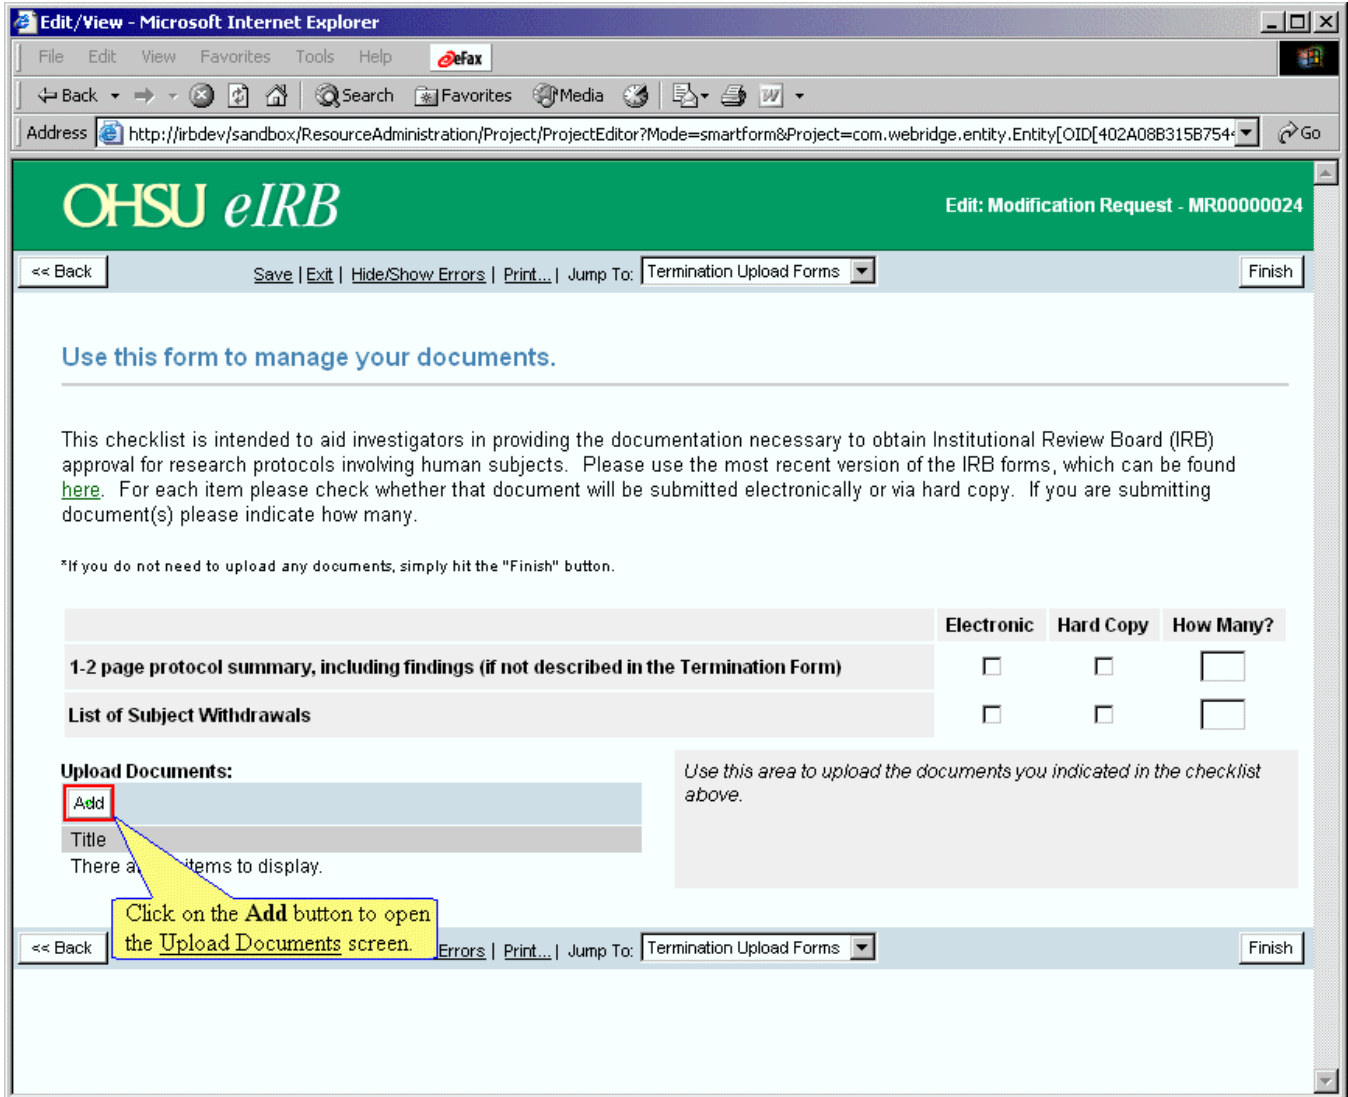 Edit/View - Microsoft Internet Explorer
File Edit View Favorites Tools Help eFax
Back Search Favorites Media
Address http://irbdev/sandbox/ResourceAdministration/Project/ProjectEditor?Mode=smartform&Project=com.webridge.entity.Entity[OID[402A08B315B754 Go
OHSU eIRB
Edit: Modification Request - MR00000024
<< Back Save | Exit | Hide/Show Errors | Print... | Jump To: Termination Upload Forms Finish
Use this form to manage your documents.
This checklist is intended to aid investigators in providing the documentation necessary to obtain Institutional Review Board (IRB)
approval for research protocols involving human subjects. Please use the most recent version of the IRB forms, which can be found
here. For each item please check whether that document will be submitted electronically or via hard copy. If you are submitting
document(s) please indicate how many.
*If you do not need to upload any documents, simply hit the "Finish" button.
Electronic Hard Copy How Many?
1-2 page protocol summary, including findings (if not described in the Termination Form)
List of Subject Withdrawals
Upload Documents:
Use this area to upload the documents you indicated in the checklist
above.
Add
Title
There items to display.
Click on the Add button to open
the Upload Documents screen.
<< Back Errors | Print... | Jump To: Termination Upload Forms Finish